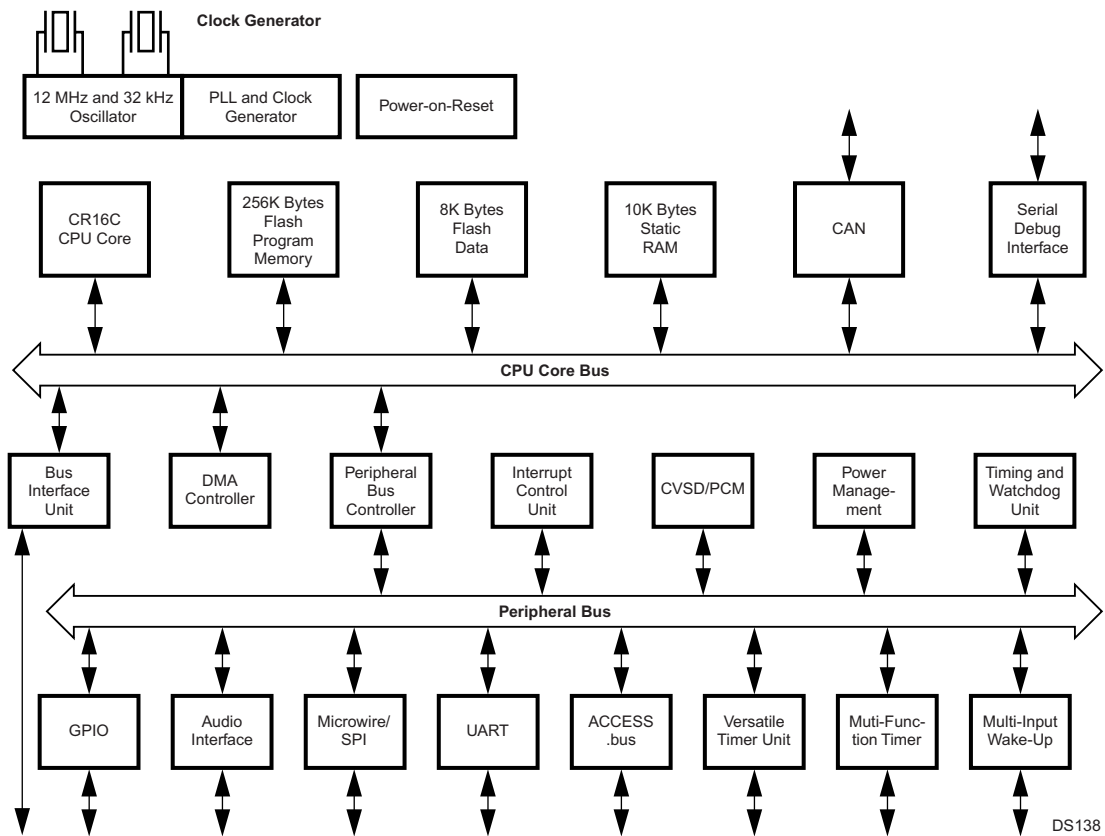 Clock Generator
12 MHz and 32 kHz
Oscillator
PLL and Clock
Generator
Power-on-Reset
CR16C
CPU Core
256K Bytes
Flash
Program
Memory
8K Bytes
Flash
Data
10K Bytes
Static
RAM
CAN
Serial
Debug
Interface
CPU Core Bus
Bus
Interface
Unit
DMA
Controller
Peripheral
Bus
Controller
Interrupt
Control
Unit
CVSD/PCM
Power
Manage-
ment
Timing and
Watchdog
Unit
Peripheral Bus
GPIO
Audio
Interface
Microwire/
SPI
UART
ACCESS
.bus
Versatile
Timer Unit
Muti-Func-
tion Timer
Multi-Input
Wake-Up
DS138